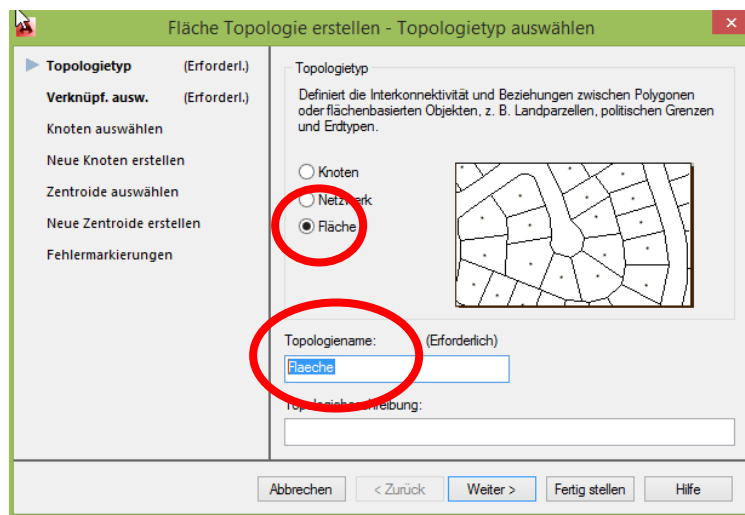 Fläche Topologie erstellen - Topologietyp auswählen
Topologietyp (Erforderl.)
Verknüpf. ausw. (Erforderl.)
Knoten auswählen
Neue Knoten erstellen
Zentroide auswählen
Neue Zentroide erstellen
Fehlermarkierungen
Topologietyp
Definiert die Interkonnektivität und Beziehungen zwischen Polygonen
oder flächenbasierten Objekten, z. B. Landparzellen, politischen Grenzen
und Erdtypen.
Knoten
Netzwerk
Fläche
Topologiename: (Erforderlich)
Flaeche
Topologiebeschreibung:
Abbrechen
< Zurück
Weiter >
Fertig stellen
Hilfe